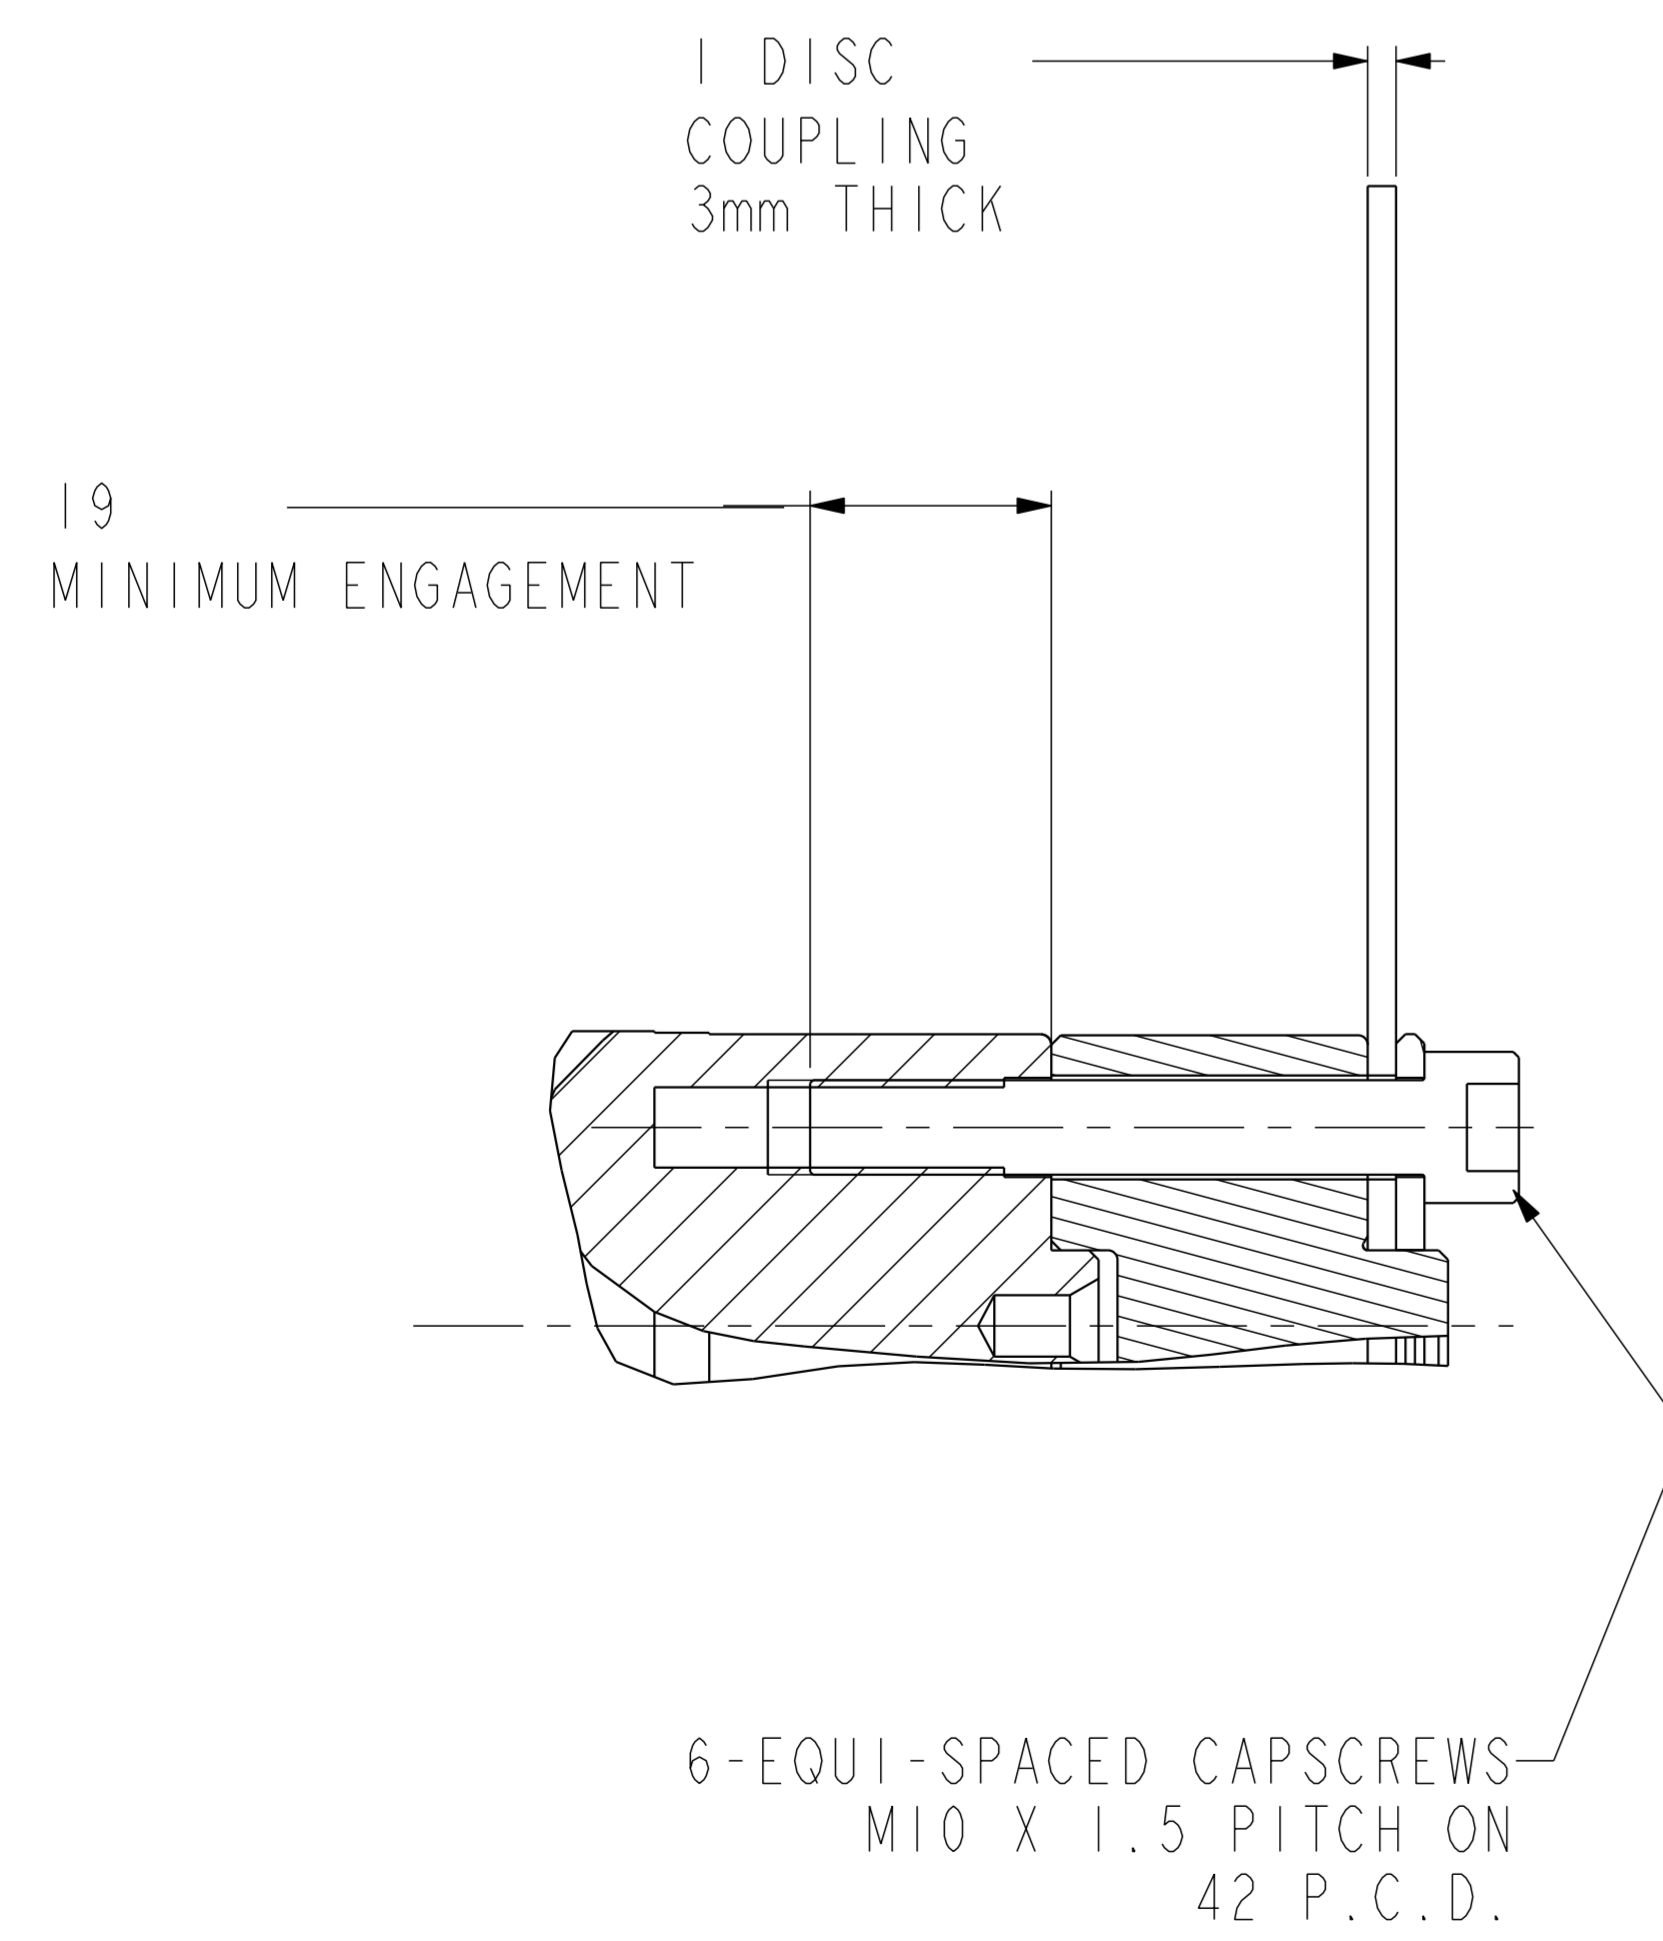 1 DISC
COUPLING
3mm THICK
19
MINIMUM ENGAGEMENT
6-EQUI-SPACED CAPSCREWS
M10 X 1.5 PITCH ON
42 P.C.D.